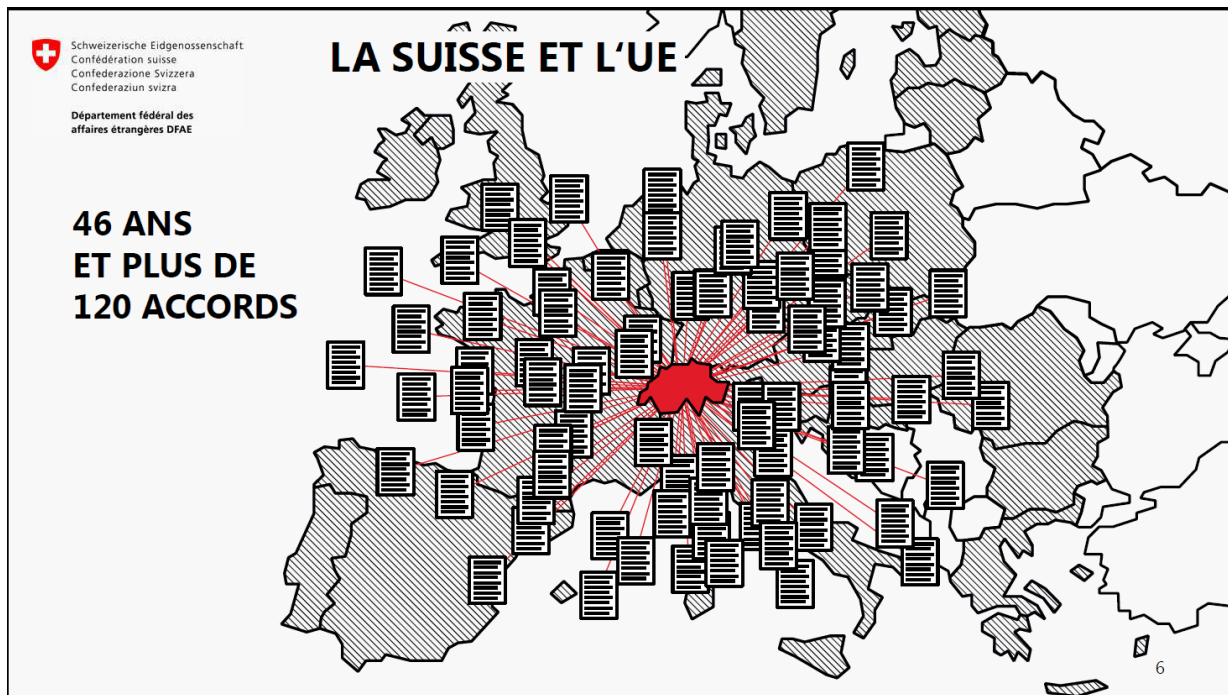 Schweizerische Eidgenossenschaft
Confédération suisse
Confederazione Svizzera
Confederaziun svizra
Département fédéral des
affaires étrangères DFAE
LA SUISSE ET L‘UE
46 ANS
ET PLUS DE
120 ACCORDS
6